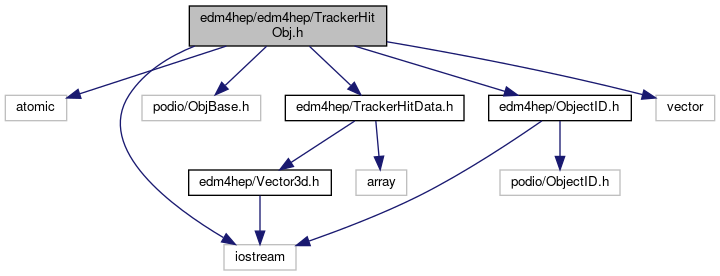 edm4hep/edm4hep/TrackerHit
Obj.h
atomic
podio/ObjBase.h
edm4hep/TrackerHitData.h
edm4hep/ObjectID.h
vector
edm4hep/Vector3d.h
array
podio/ObjectID.h
iostream